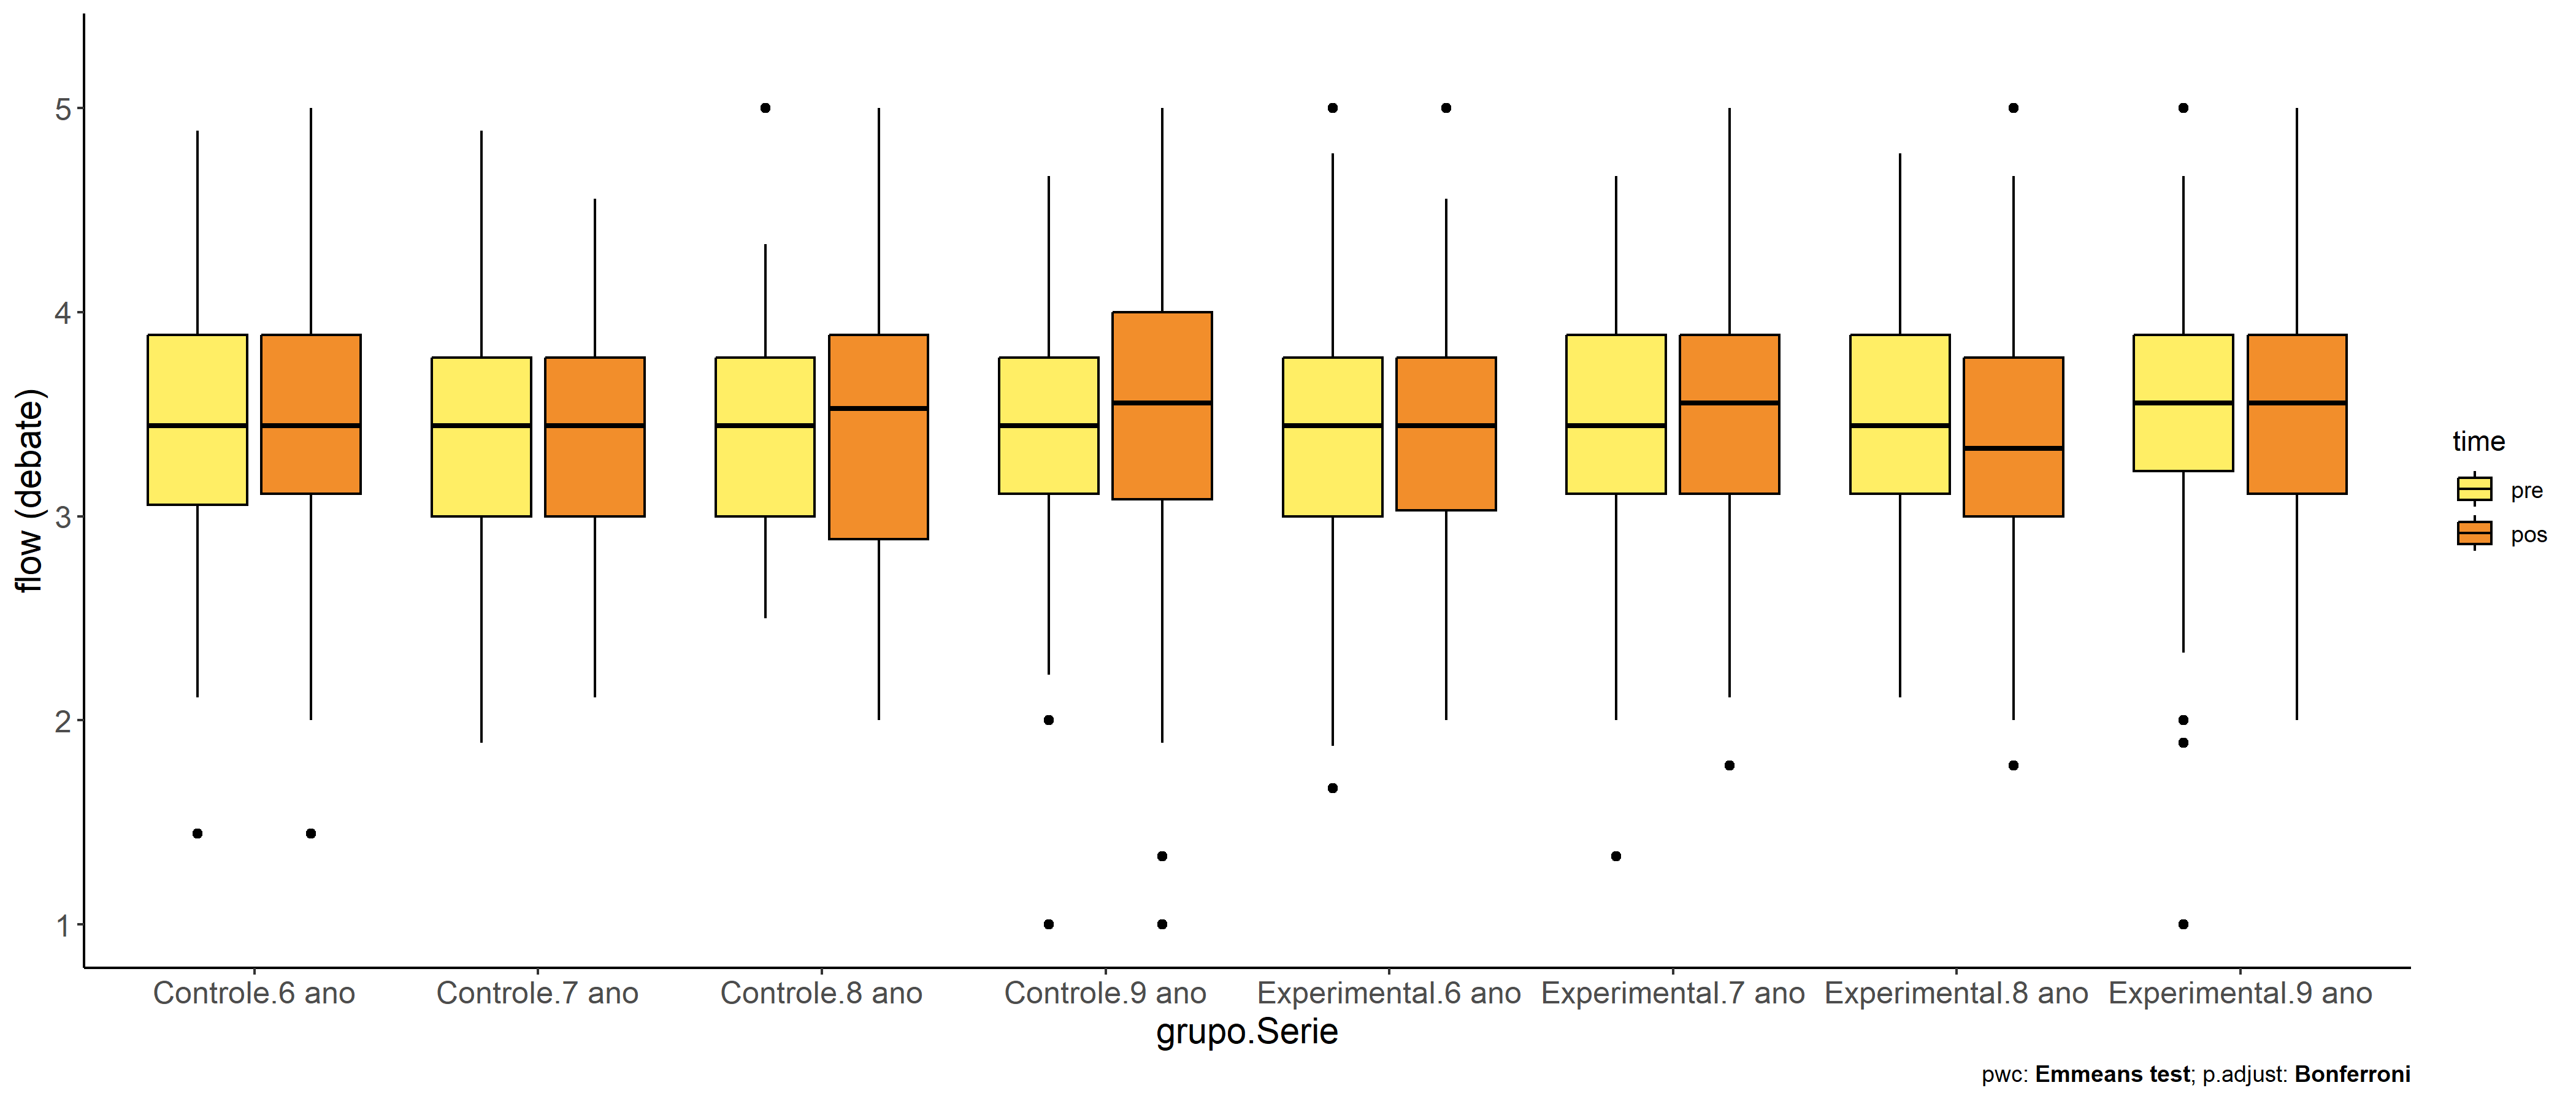 flow (debate)
5
4
3
2
1
Controle.6 ano
Controle.7 ano
Controle.8 ano
Controle.9 ano
Experimental.6 ano
Experimental.7 ano
Experimental.8 ano
Experimental.9 ano
grupo.Serie
time
pre
pos
pwc: Emmeans test; p.adjust: Bonferroni